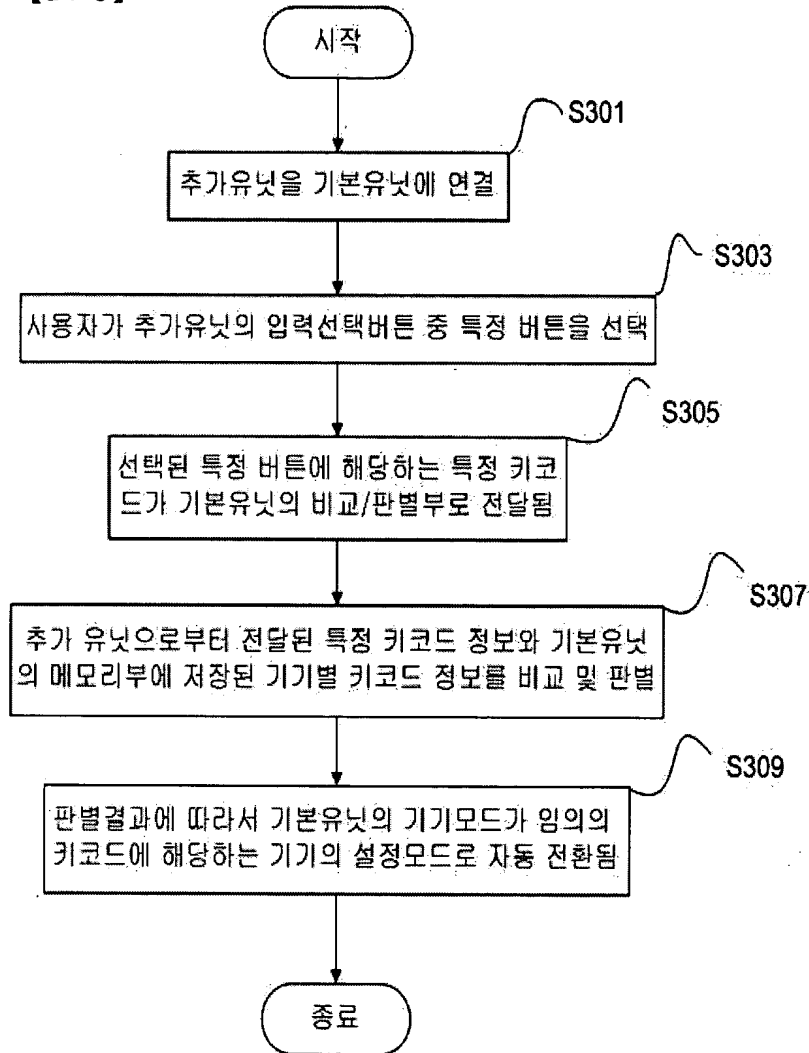 시작
S301
추가유닛을 기본유닛에 연결
S303
사용자가 추가유닛의 입력선택버튼 중 특정 버튼을 선택
S305
선택된 특정 버튼에 해당하는 특정 키코
드가 기본유닛의 비교/판별부로 전달됨
S307
추가 유닛으로부터 전달된 특정 키코드 정보와 기본유닛
의 메모리부에 저장된 기기별 키코드 정보를 비교 및 판별
S309
판별결과에 따라서 기본유닛의 기기모드가 임의의
키코드에 해당하는 기기의 설정모드로 자동 전환됨
종료